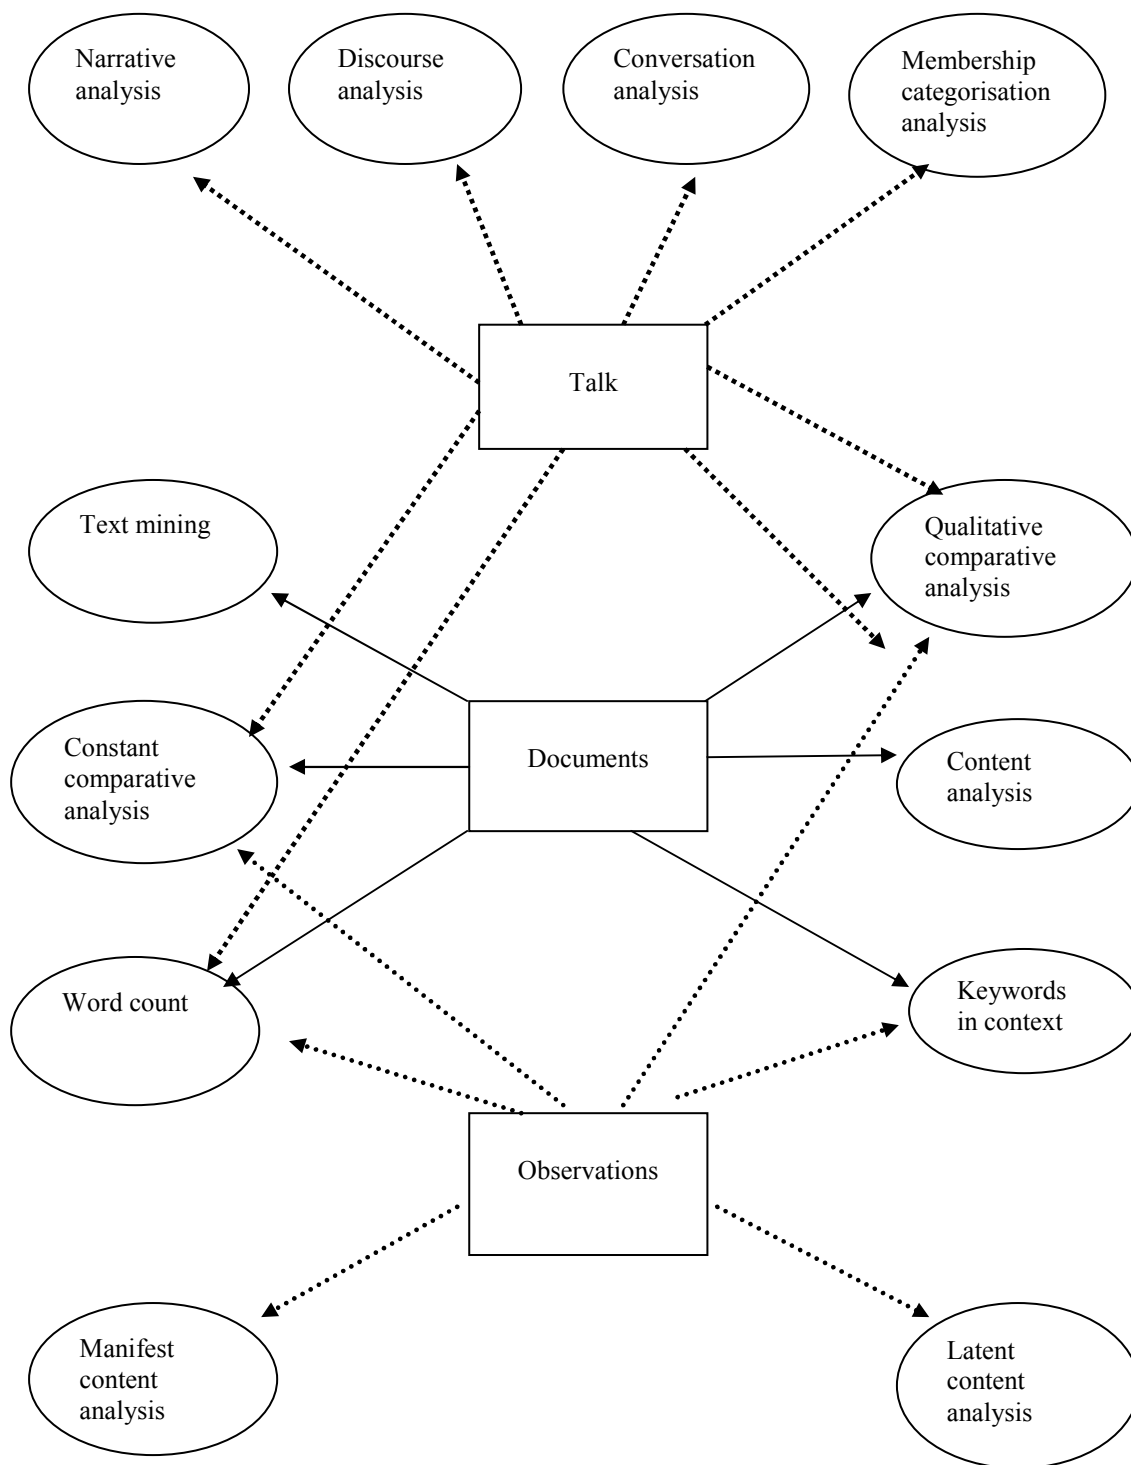 Narrative
analysis
Discourse
analysis
Conversation
analysis
Membership
categorisation
analysis
Talk
Text mining
Qualitative
comparative
analysis
Constant
comparative
analysis
Documents
Content
analysis
Word count
Keywords
in context
Observations
Manifest
content
analysis
Latent
content
analysis